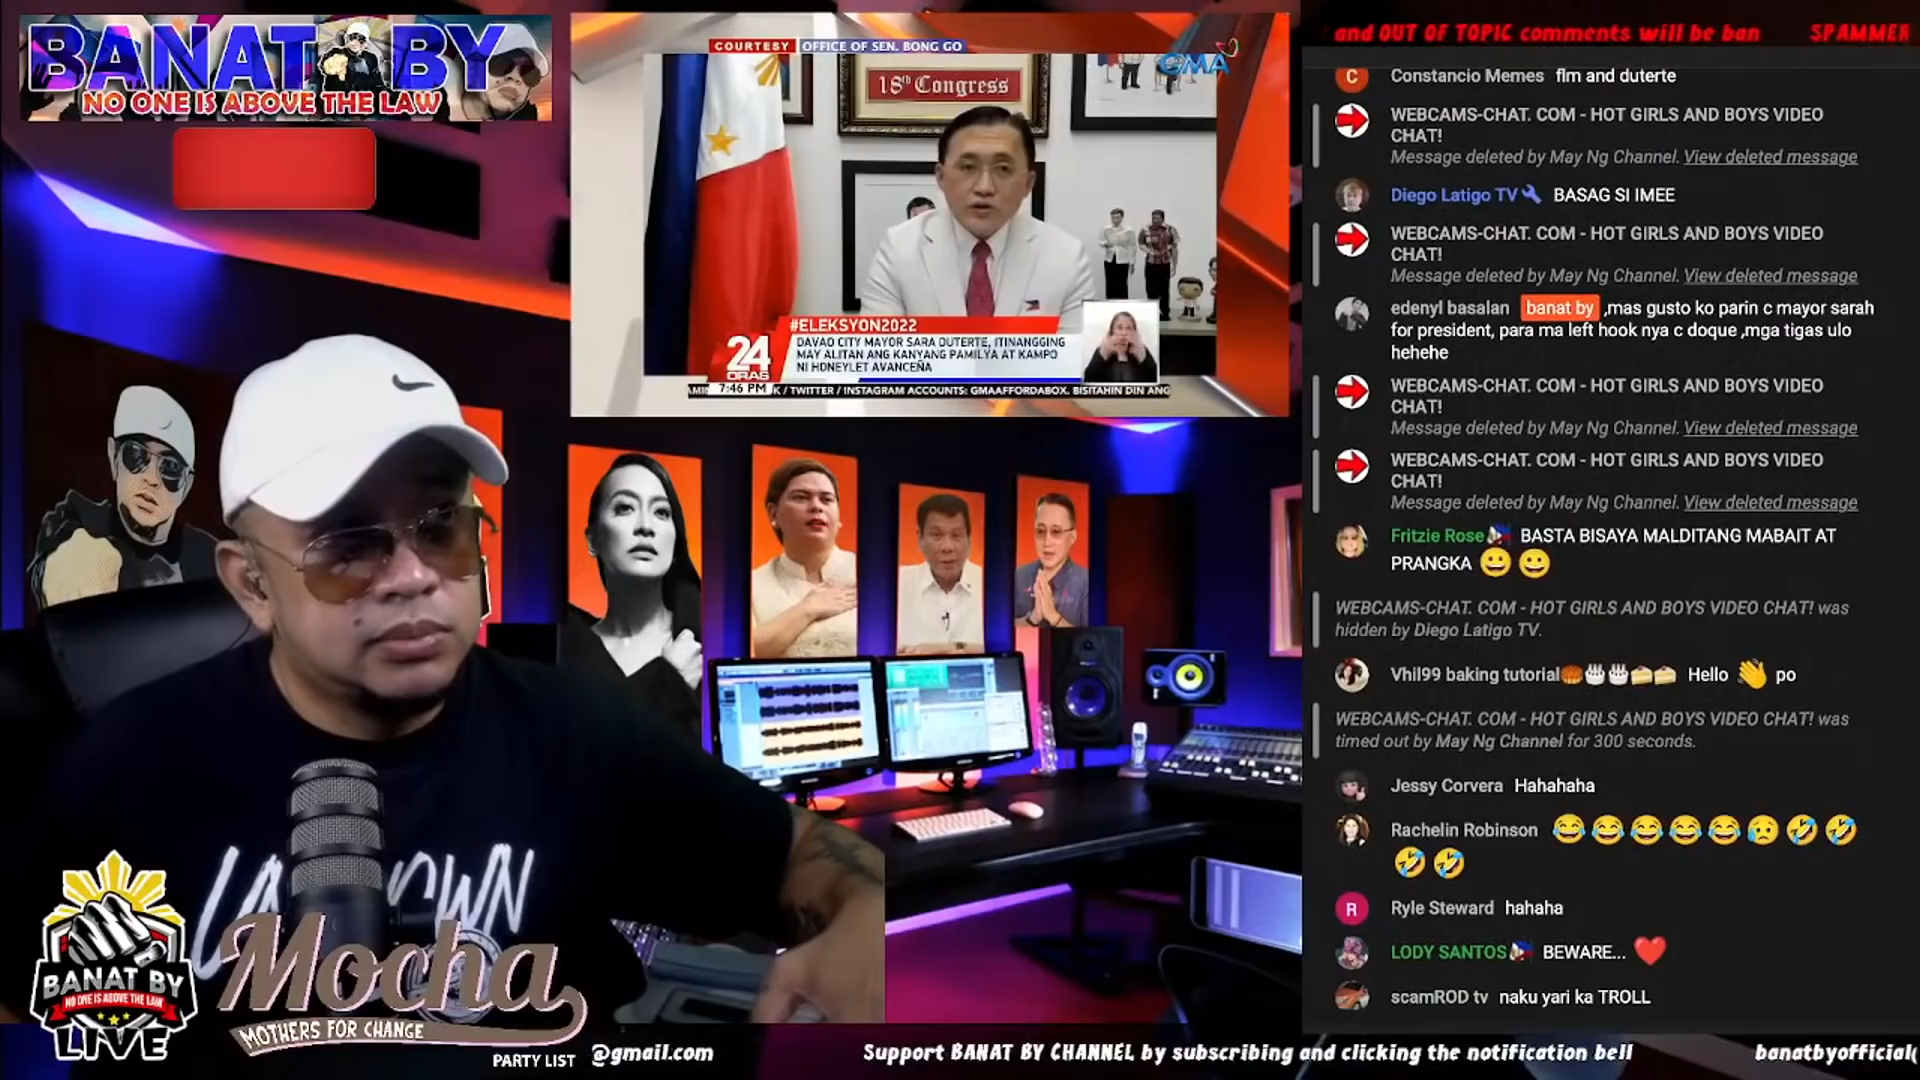 BANAT BY
NO ONE IS ABOVE THE LAW
COURTESY OFFICE OF SEN. BONG GO
GMA
18th Congress
#ELEKSYON2022
24 ORAS
DAVAO CITY MAYOR SARA DUTERTE, ITINANGGING
MAY ALITAN ANG KANYANG PAMILYA AT KAMPO
NI HONEYLET AVANCEÑA
7:46 PM
K / TWITTER / INSTAGRAM ACCOUNTS: GMAAFFORDABOX. BISITAHIN DIN ANG
and OUT OF TOPIC comments will be ban SPAMMER
C Constancio Memes flm and duterte
WEBCAMS-CHAT. COM - HOT GIRLS AND BOYS VIDEO
CHAT!
Message deleted by May Ng Channel. View deleted message
Diego Latigo TV🔧 BASAG SI IMEE
WEBCAMS-CHAT. COM - HOT GIRLS AND BOYS VIDEO
CHAT!
Message deleted by May Ng Channel. View deleted message
edenyl basalan banat by ,mas gusto ko parin c mayor sarah
for president, para ma left hook nya c doque ,mga tigas ulo
hehehe
WEBCAMS-CHAT. COM - HOT GIRLS AND BOYS VIDEO
CHAT!
Message deleted by May Ng Channel. View deleted message
WEBCAMS-CHAT. COM - HOT GIRLS AND BOYS VIDEO
CHAT!
Message deleted by May Ng Channel. View deleted message
Fritzie Rose BASTA BISAYA MALDITANG MABAIT AT
PRANGKA 😀 😀
WEBCAMS-CHAT. COM - HOT GIRLS AND BOYS VIDEO CHAT! was
hidden by Diego Latigo TV.
Vhil99 baking tutorial🥮🎂🎂🍰🍰 Hello 👋 po
WEBCAMS-CHAT. COM - HOT GIRLS AND BOYS VIDEO CHAT! was
timed out by May Ng Channel for 300 seconds.
Jessy Corvera Hahahaha
Rachelin Robinson 😂😂😂😂😂😥🤣🤣
🤣🤣
R Ryle Steward hahaha
LODY SANTOS BEWARE... ❤️
scamROD tv naku yari ka TROLL
BANAT BY
NO ONE IS ABOVE THE LAW
LIVE
Mocha
MOTHERS FOR CHANGE
PARTY LIST
@gmail.com Support BANAT BY CHANNEL by subscribing and clicking the notification bell banatbyofficial